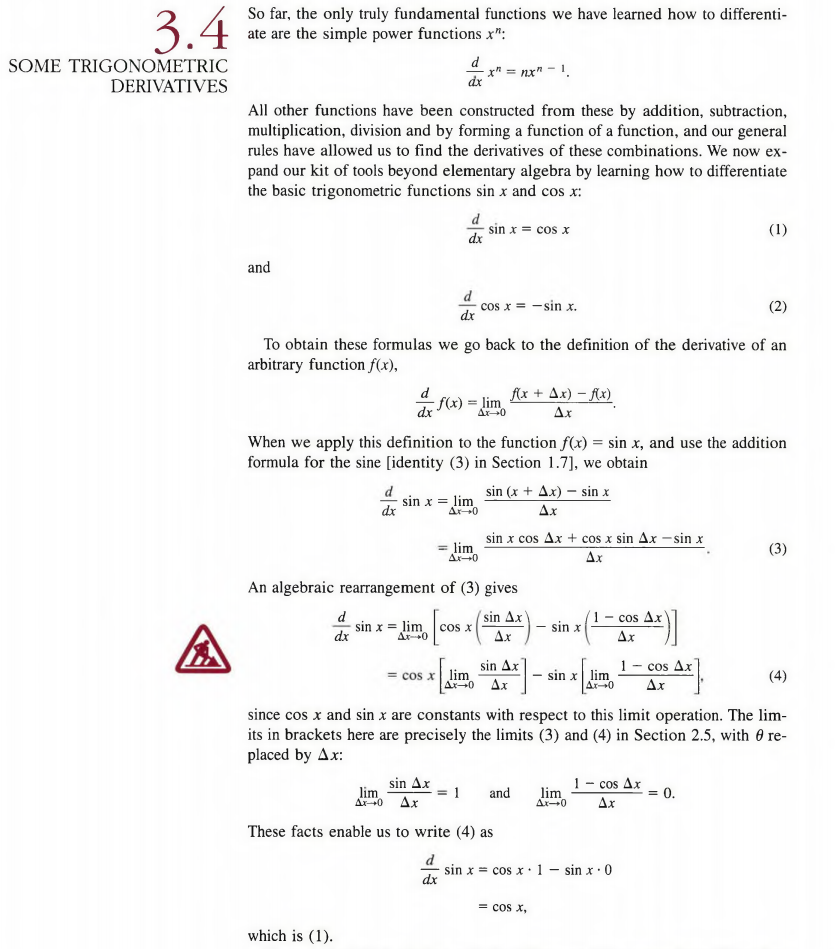 3.4
SOME TRIGONOMETRIC
DERIVATIVES
So far, the only truly fundamental functions we have learned how to differenti-
ate are the simple power functions xⁿ:
d/dx xⁿ = nxⁿ ⁻ ¹.
All other functions have been constructed from these by addition, subtraction,
multiplication, division and by forming a function of a function, and our general
rules have allowed us to find the derivatives of these combinations. We now ex-
pand our kit of tools beyond elementary algebra by learning how to differentiate
the basic trigonometric functions sin x and cos x:
d/dx sin x = cos x (1)
and
d/dx cos x = −sin x. (2)
To obtain these formulas we go back to the definition of the derivative of an
arbitrary function f(x),
d/dx f(x) = lim Δx→0 f(x + Δx) − f(x) / Δx.
When we apply this definition to the function f(x) = sin x, and use the addition
formula for the sine [identity (3) in Section 1.7], we obtain
d/dx sin x = lim Δx→0 sin (x + Δx) − sin x / Δx
= lim Δx→0 sin x cos Δx + cos x sin Δx −sin x / Δx. (3)
An algebraic rearrangement of (3) gives
d/dx sin x = lim Δx→0 [cos x (sin Δx / Δx) − sin x (1 − cos Δx / Δx)]
= cos x [lim Δx→0 sin Δx / Δx] − sin x [lim Δx→0 1 − cos Δx / Δx], (4)
since cos x and sin x are constants with respect to this limit operation. The lim-
its in brackets here are precisely the limits (3) and (4) in Section 2.5, with θ re-
placed by Δx:
lim Δx→0 sin Δx / Δx = 1 and lim Δx→0 1 − cos Δx / Δx = 0.
These facts enable us to write (4) as
d/dx sin x = cos x · 1 − sin x · 0
= cos x,
which is (1).